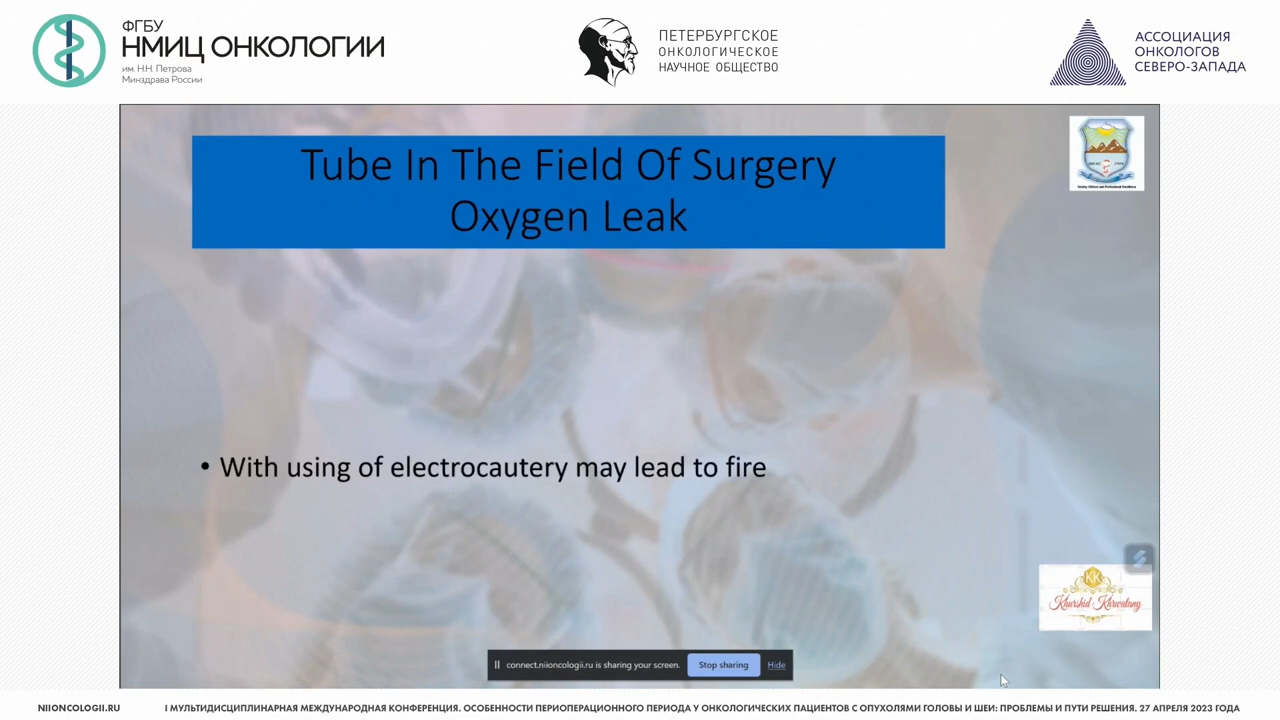 ФГБУ
НМИЦ ОНКОЛОГИИ
им. Н.Н. Петрова
Минздрава России
ПЕТЕРБУРГСКОЕ
ОНКОЛОГИЧЕСКОЕ
НАУЧНОЕ ОБЩЕСТВО
АССОЦИАЦИЯ
ОНКОЛОГОВ
СЕВЕРО-ЗАПАДА
Tube In The Field Of Surgery
Oxygen Leak
• With using of electrocautery may lead to fire
KK
Khurshid Khrwatany
connect.niioncologii.ru is sharing your screen. Stop sharing Hide
NIIONCOLOGII.RU I МУЛЬТИДИСЦИПЛИНАРНАЯ МЕЖДУНАРОДНАЯ КОНФЕРЕНЦИЯ. ОСОБЕННОСТИ ПЕРИОПЕРАЦИОННОГО ПЕРИОДА У ОНКОЛОГИЧЕСКИХ ПАЦИЕНТОВ С ОПУХОЛЯМИ ГОЛОВЫ И ШЕИ: ПРОБЛЕМЫ И ПУТИ РЕШЕНИЯ. 27 АПРЕЛЯ 2023 ГОДА